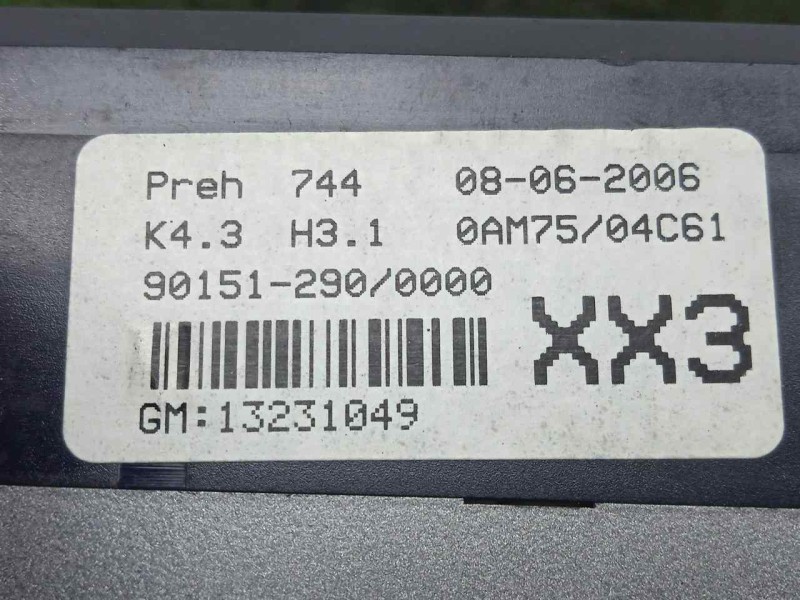 Preh 744 08-06-2006
K4.3 H3.1 0AM75/04C61
90151-290/0000
XX3
GM:13231049